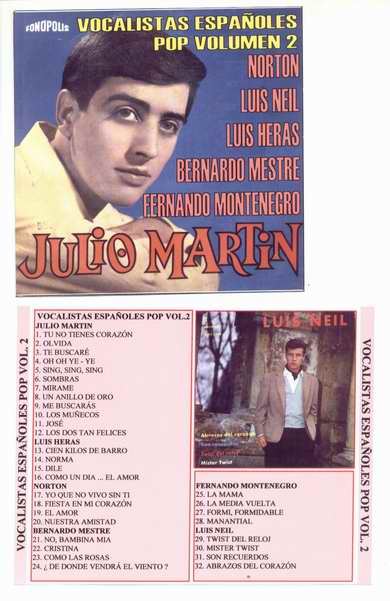 FONOPOLIS
VOCALISTAS ESPAÑOLES
POP VOLUMEN 2
NORTON
LUIS NEIL
LUIS HERAS
BERNARDO MESTRE
FERNANDO MONTENEGRO
JULIO MARTIN
VOCALISTAS ESPAÑOLES POP VOL. 2
VOCALISTAS ESPAÑOLES POP VOL.2
JULIO MARTIN
1. TU NO TIENES CORAZÓN
2. OLVIDA
3. TE BUSCARÉ
4. OH OH YE - YE
5. SING, SING, SING
6. SOMBRAS
7. MIRAME
8. UN ANILLO DE ORO
9. ME BUSCARÁS
10. LOS MUÑECOS
11. JOSÉ
12. LOS DOS TAN FELICES
LUIS HERAS
13. CIEN KILOS DE BARRO
14. NORMA
15. DILE
16. COMO UN DIA ... EL AMOR
NORTON
17. YO QUE NO VIVO SIN TI
18. FIESTA EN MI CORAZÓN
19. EL AMOR
20. NUESTRA AMISTAD
BERNARDO MESTRE
21. NO, BAMBINA MIA
22. CRISTINA
23. COMO LAS ROSAS
24. ¿ DE DONDE VENDRÁ EL VIENTO ?
LUIS NEIL
Abrazos del corazón
Twist del reloj
Mister Twist
FERNANDO MONTENEGRO
25. LA MAMA
26. LA MEDIA VUELTA
27. FORMI, FORMIDABLE
28. MANANTIAL
LUIS NEIL
29. TWIST DEL RELOJ
30. MISTER TWIST
31. SON RECUERDOS
32. ABRAZOS DEL CORAZÓN
VOCALISTAS ESPAÑOLES POP VOL. 2